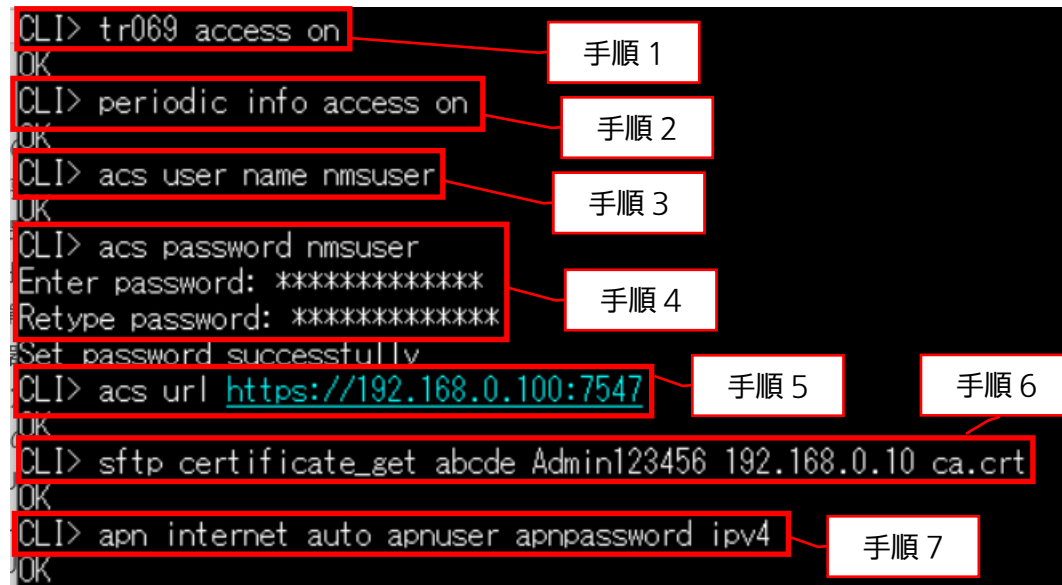 CLI> tr069 access on
手順 1
OK
CLI> periodic info access on
手順 2
OK
CLI> acs user name nmsuser
手順 3
OK
CLI> acs password nmsuser
Enter password: *************
手順 4
Retype password: *************
Set password successfully
CLI> acs url https://192.168.0.100:7547
手順 5
手順 6
OK
CLI> sftp certificate_get abcde Admin123456 192.168.0.10 ca.crt
OK
CLI> apn internet auto apnuser apnpassword ipv4
手順 7
OK